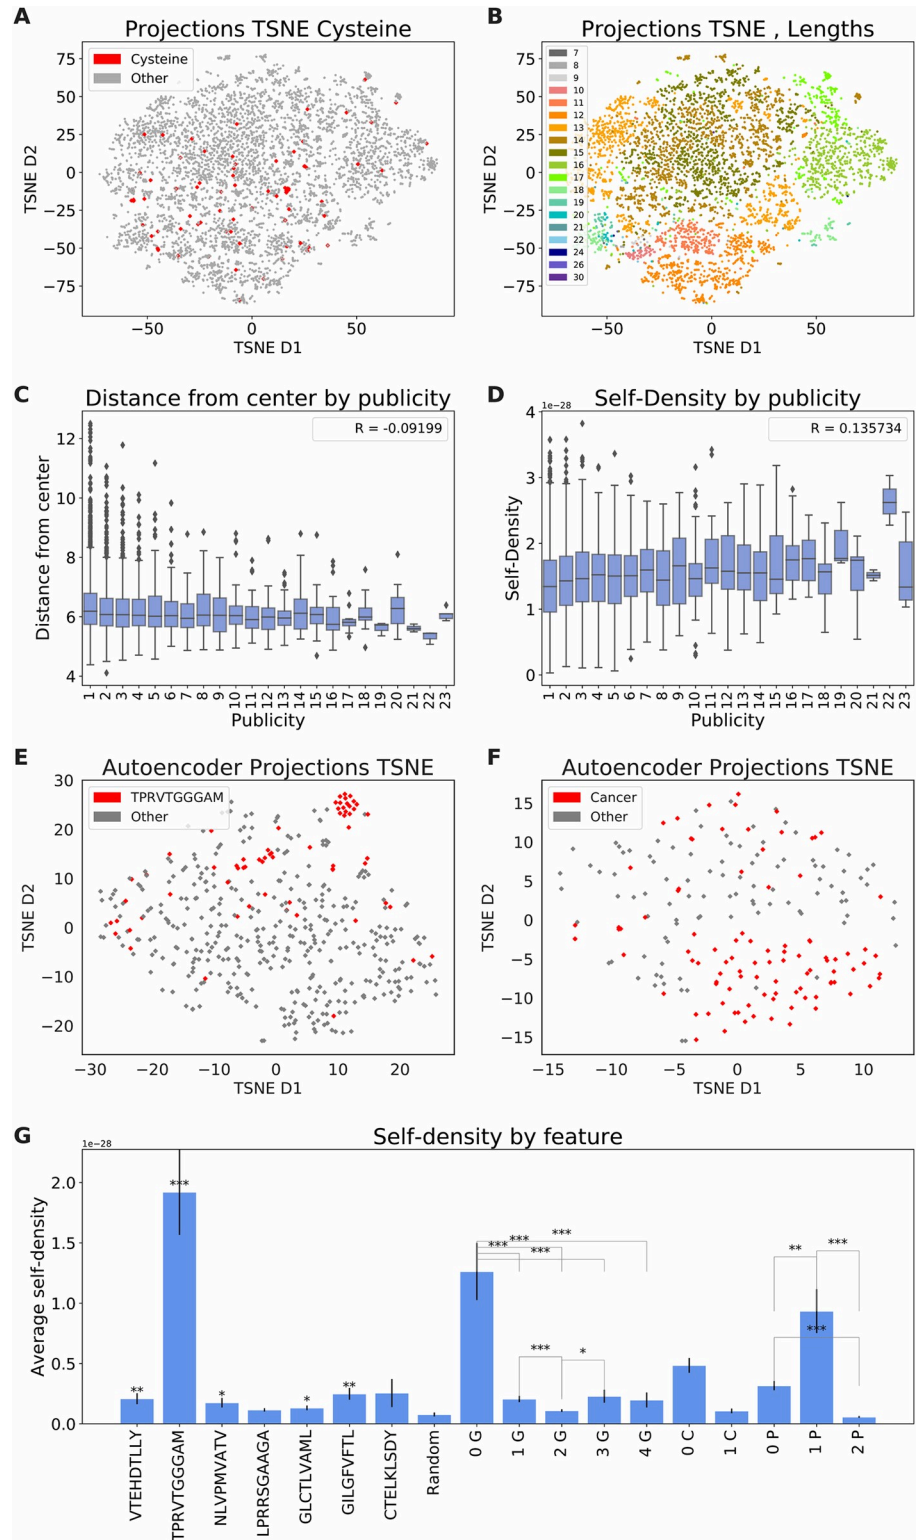 A
Projections TSNE Cysteine
Cysteine
Other
75
50
25
0
−25
−50
−75
TSNE D2
−50 0 50
TSNE D1
B
Projections TSNE , Lengths
7
8
9
10
11
12
13
14
15
16
17
18
19
20
21
22
24
26
30
75
50
25
0
−25
−50
−75
TSNE D2
−50 0 50
TSNE D1
C
Distance from center by publicity
R = -0.09199
12
10
8
6
4
Distance from center
1 2 3 4 5 6 7 8 9 10 11 12 13 14 15 16 17 18 19 20 21 22 23
Publicity
D
Self-Density by publicity
1e−28
R = 0.135734
4
3
2
1
0
Self-Density
1 2 3 4 5 6 7 8 9 10 11 12 13 14 15 16 17 18 19 20 21 22 23
Publicity
E
Autoencoder Projections TSNE
TPRVTGGGAM
Other
30
20
10
0
−10
−20
TSNE D2
−30 −20 −10 0 10 20
TSNE D1
F
Autoencoder Projections TSNE
Cancer
Other
15
10
5
0
−5
−10
−15
TSNE D2
−15 −10 −5 0 5 10
TSNE D1
G
Self-density by feature
1e−28
2.0
1.5
1.0
0.5
0.0
Average self-density
** *** * * ** *** *** *** *** *** * ** *** ***
VTEHDTLLY
TPRVTGGGAM
NLVPMVATV
LPRRSGAAGA
GLCTLVAML
GILGFVFTL
CTELKLSDY
Random
0 G
1 G
2 G
3 G
4 G
0 C
1 C
0 P
1 P
2 P